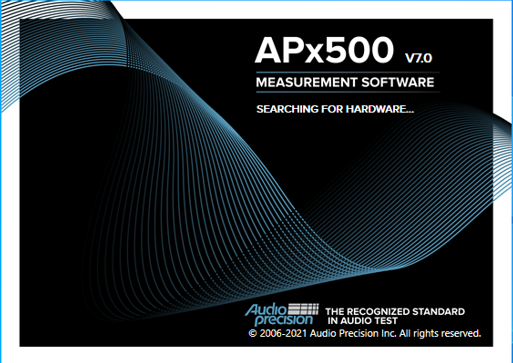 APx500 V7.0
MEASUREMENT SOFTWARE
SEARCHING FOR HARDWARE...
Audio
precision
THE RECOGNIZED STANDARD
IN AUDIO TEST
© 2006-2021 Audio Precision Inc. All rights reserved.